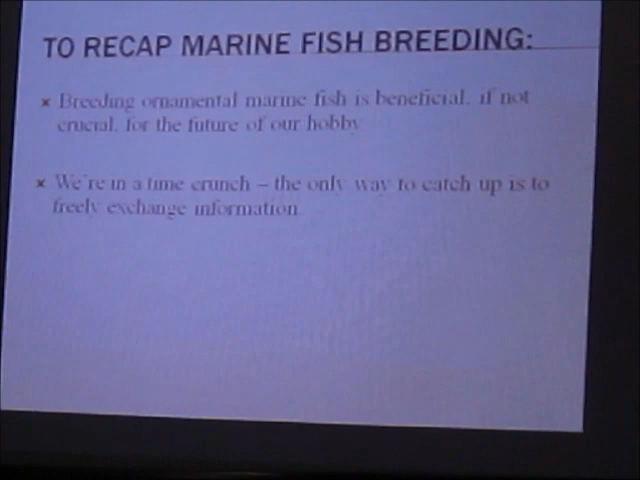 TO RECAP MARINE FISH BREEDING:
Breeding ornamental marine fish is beneficial, if not
crucial, for the future of our hobby
We're in a time crunch – the only way to catch up is to
freely exchange information